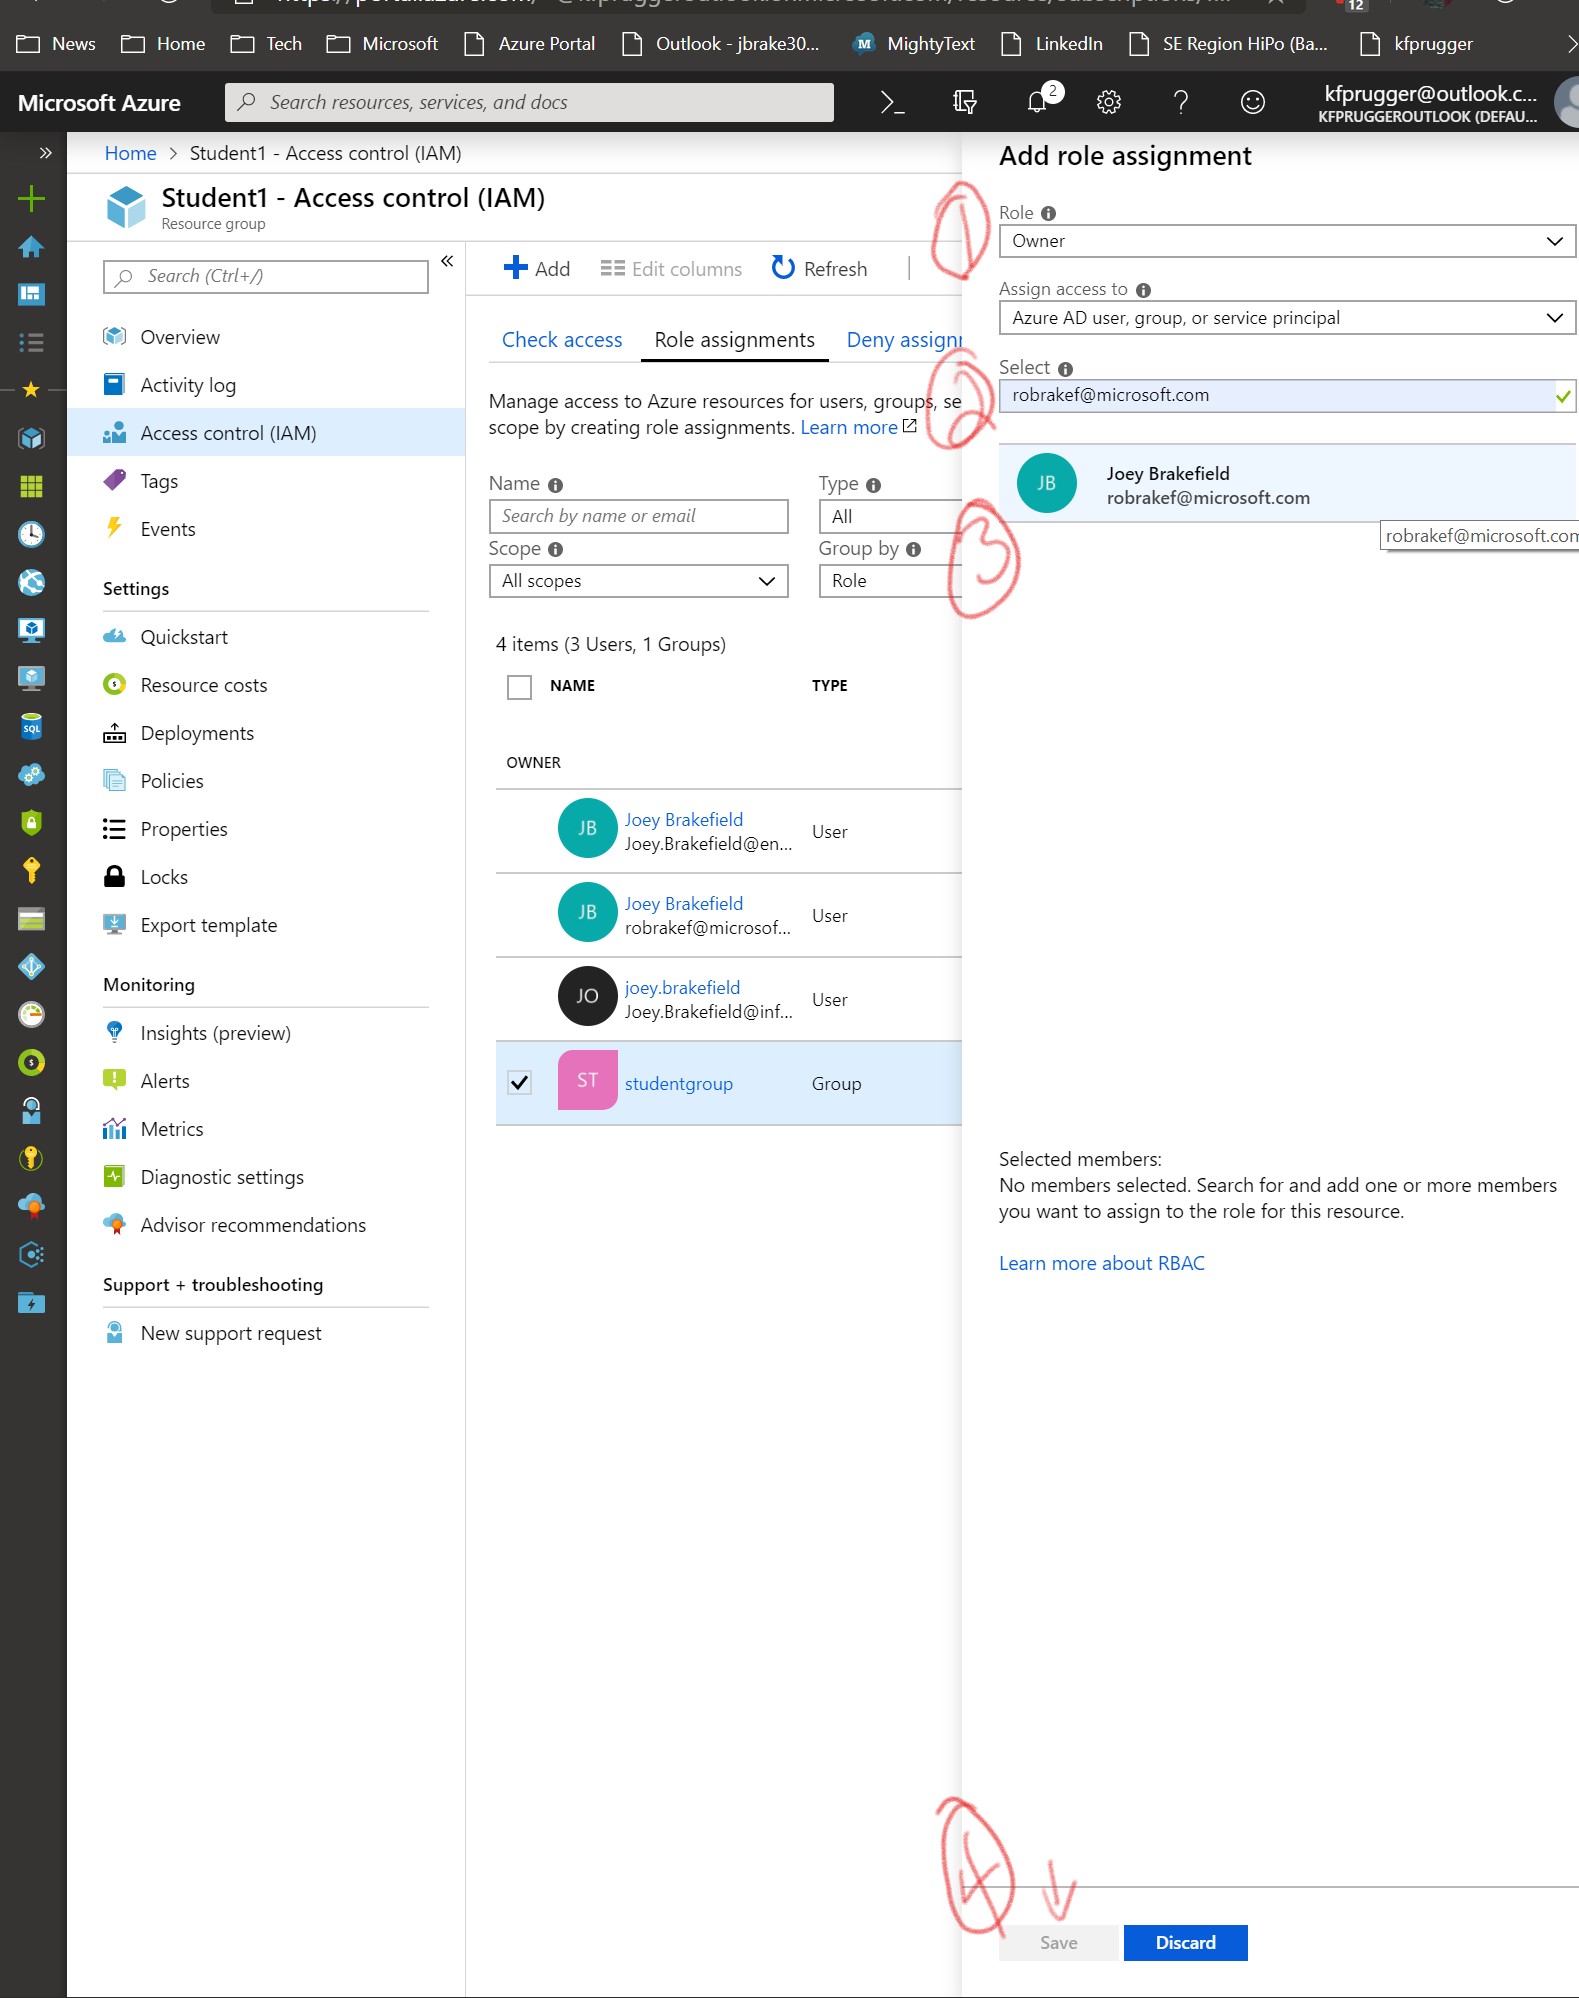 News
Home
Tech
Microsoft
Azure Portal
Outlook - jbrake30...
MightyText
LinkedIn
SE Region HiPo (Ba...
kfprugger
12
Microsoft Azure
Search resources, services, and docs
2
kfprugger@outlook.c...
KFPRUGGEROUTLOOK (DEFAU...
Home > Student1 - Access control (IAM)
Student1 - Access control (IAM)
Resource group
Search (Ctrl+/)
Overview
Activity log
Access control (IAM)
Tags
Events
Settings
Quickstart
Resource costs
Deployments
Policies
Properties
Locks
Export template
Monitoring
Insights (preview)
Alerts
Metrics
Diagnostic settings
Advisor recommendations
Support + troubleshooting
New support request
SQL
Add
Edit columns
Refresh
Check access
Role assignments
Deny assignr
Manage access to Azure resources for users, groups, se
scope by creating role assignments. Learn more
Name
Search by name or email
Type
All
Scope
All scopes
Group by
Role
4 items (3 Users, 1 Groups)
NAME
TYPE
OWNER
JB
Joey Brakefield
Joey.Brakefield@en...
User
JB
Joey Brakefield
robrakef@microsof...
User
JO
joey.brakefield
Joey.Brakefield@inf...
User
ST
studentgroup
Group
Add role assignment
1
Role
Owner
Assign access to
Azure AD user, group, or service principal
2
Select
robrakef@microsoft.com
JB
Joey Brakefield
robrakef@microsoft.com
robrakef@microsoft.com
3
Selected members:
No members selected. Search for and add one or more members
you want to assign to the role for this resource.
Learn more about RBAC
4
Save
Discard